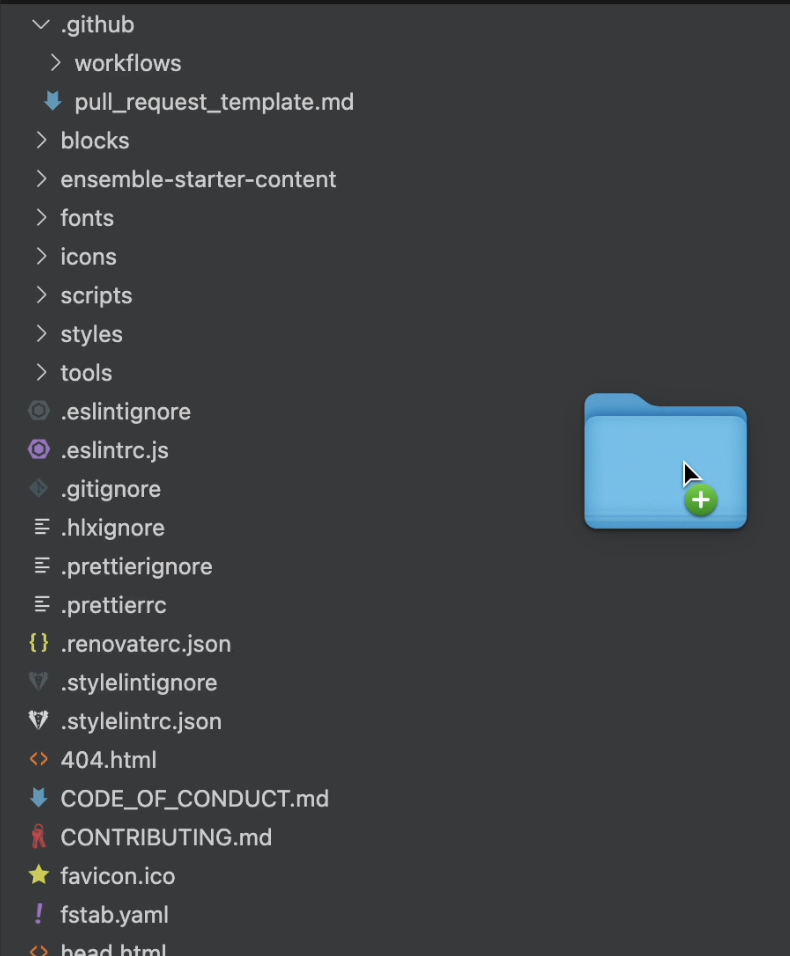 .github
workflows
pull_request_template.md
blocks
ensemble-starter-content
fonts
icons
scripts
styles
tools
.eslintignore
.eslintrc.js
.gitignore
.hlxignore
.prettierignore
.prettierrc
{} .renovaterc.json
.stylelintignore
.stylelintrc.json
<> 404.html
CODE_OF_CONDUCT.md
CONTRIBUTING.md
favicon.ico
! fstab.yaml
<> head.html